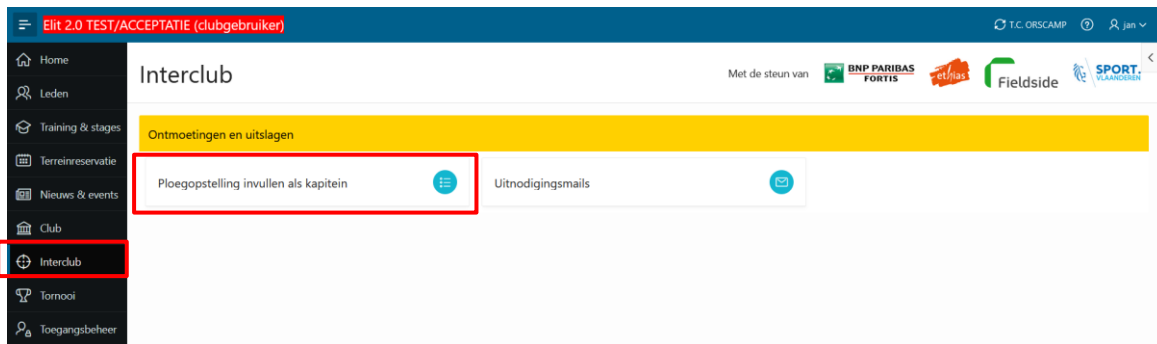 Elit 2.0 TEST/ACCEPTATIE (clubgebruiker)
T.C. ORSCAMP
jan
Home
Leden
Training & stages
Terreinreservatie
Nieuws & events
Club
Interclub
Tornooi
Toegangsbeheer
Interclub
Met de steun van
BNP PARIBAS
FORTIS
ethias
Fieldside
SPORT.
VLAANDEREN
Ontmoetingen en uitslagen
Ploegopstelling invullen als kapitein
Uitnodigingsmails